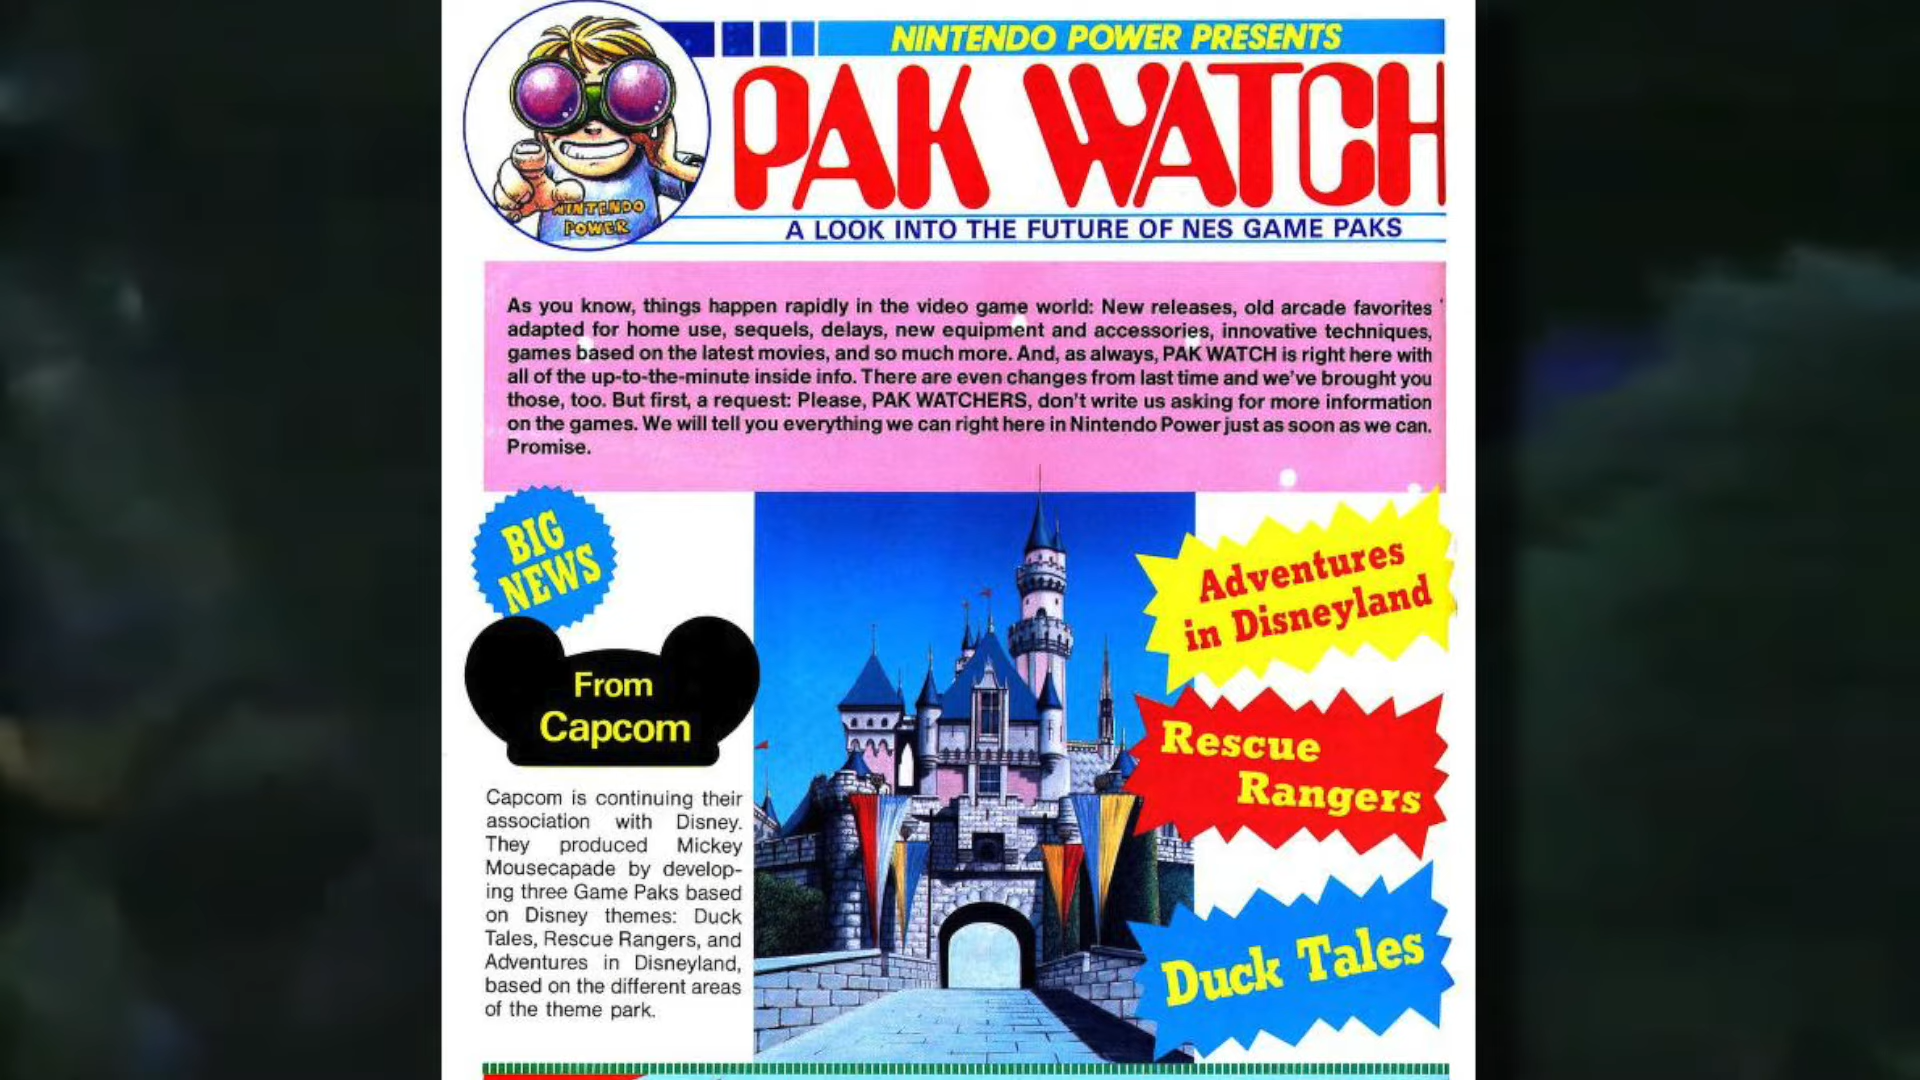 NINTENDO POWER PRESENTS
PAK WATCH
NINTENDO
POWER
A LOOK INTO THE FUTURE OF NES GAME PAKS
As you know, things happen rapidly in the video game world: New releases, old arcade favorites
adapted for home use, sequels, delays, new equipment and accessories, innovative techniques,
games based on the latest movies, and so much more. And, as always, PAK WATCH is right here with
all of the up-to-the-minute inside info. There are even changes from last time and we've brought you
those, too. But first, a request: Please, PAK WATCHERS, don't write us asking for more information
on the games. We will tell you everything we can right here in Nintendo Power just as soon as we can.
Promise.
BIG
NEWS
From
Capcom
Capcom is continuing their
association with Disney.
They produced Mickey
Mousecapade by develop-
ing three Game Paks based
on Disney themes: Duck
Tales, Rescue Rangers, and
Adventures in Disneyland,
based on the different areas
of the theme park.
Adventures
in Disneyland
Rescue
Rangers
Duck Tales